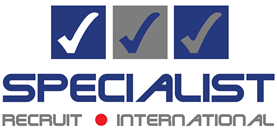 SPECIALIST
RECRUIT • INTERNATIONAL